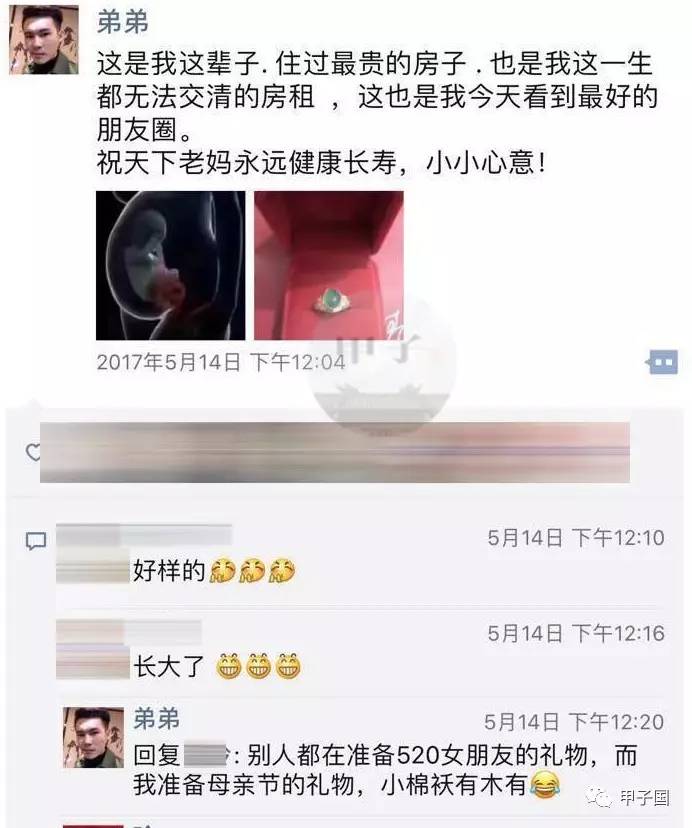 弟弟
这是我这辈子.住过最贵的房子.也是我这一生
都无法交清的房租 ，这也是我今天看到最好的
朋友圈。
祝天下老妈永远健康长寿，小小心意！
2017年5月14日 下午12:04
甲子
5月14日 下午12:10
好样的
5月14日 下午12:16
长大了
弟弟
5月14日 下午12:20
回复 : 别人都在准备520女朋友的礼物，而
我准备母亲节的礼物，小棉袄有木有
甲子国